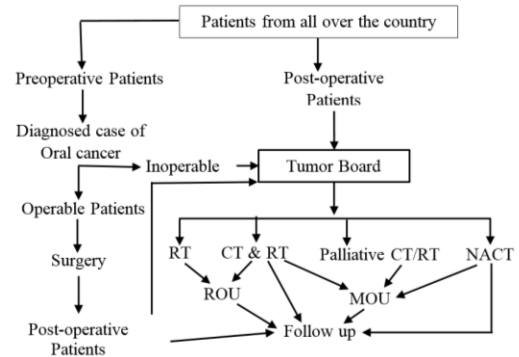 Patients from all over the country
Preoperative Patients
Post-operative
Patients
Diagnosed case of
Oral cancer
Inoperable
Tumor Board
Operable Patients
RT
CT & RT
Palliative CT/RT
NACT
Surgery
ROU
MOU
Post-operative
Patients
Follow up